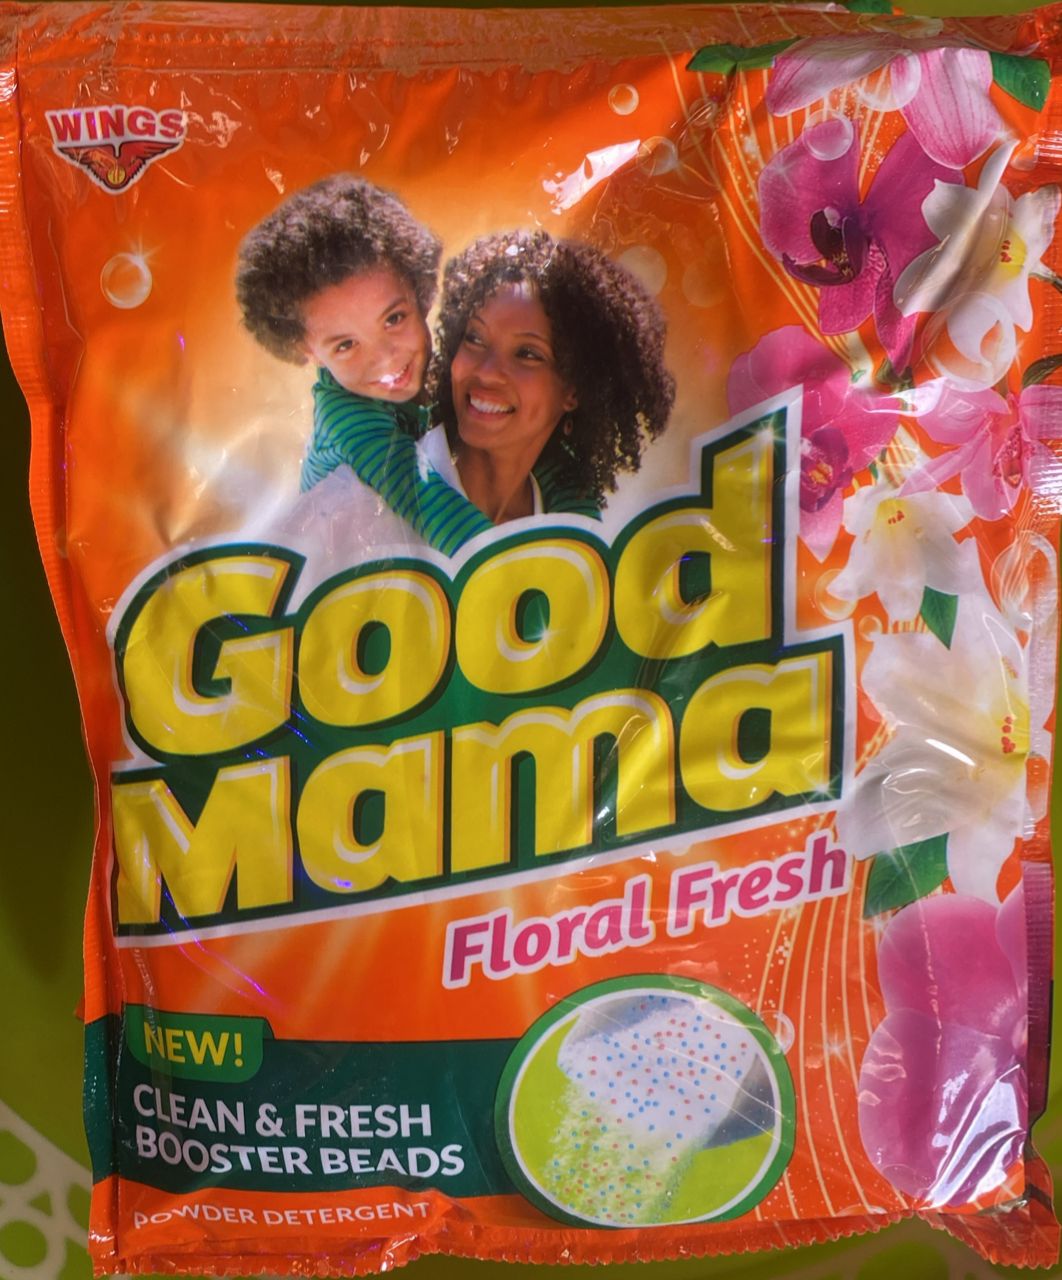 WINGS
Good
Mama
Floral Fresh
NEW!
CLEAN & FRESH
BOOSTER BEADS
POWDER DETERGENT